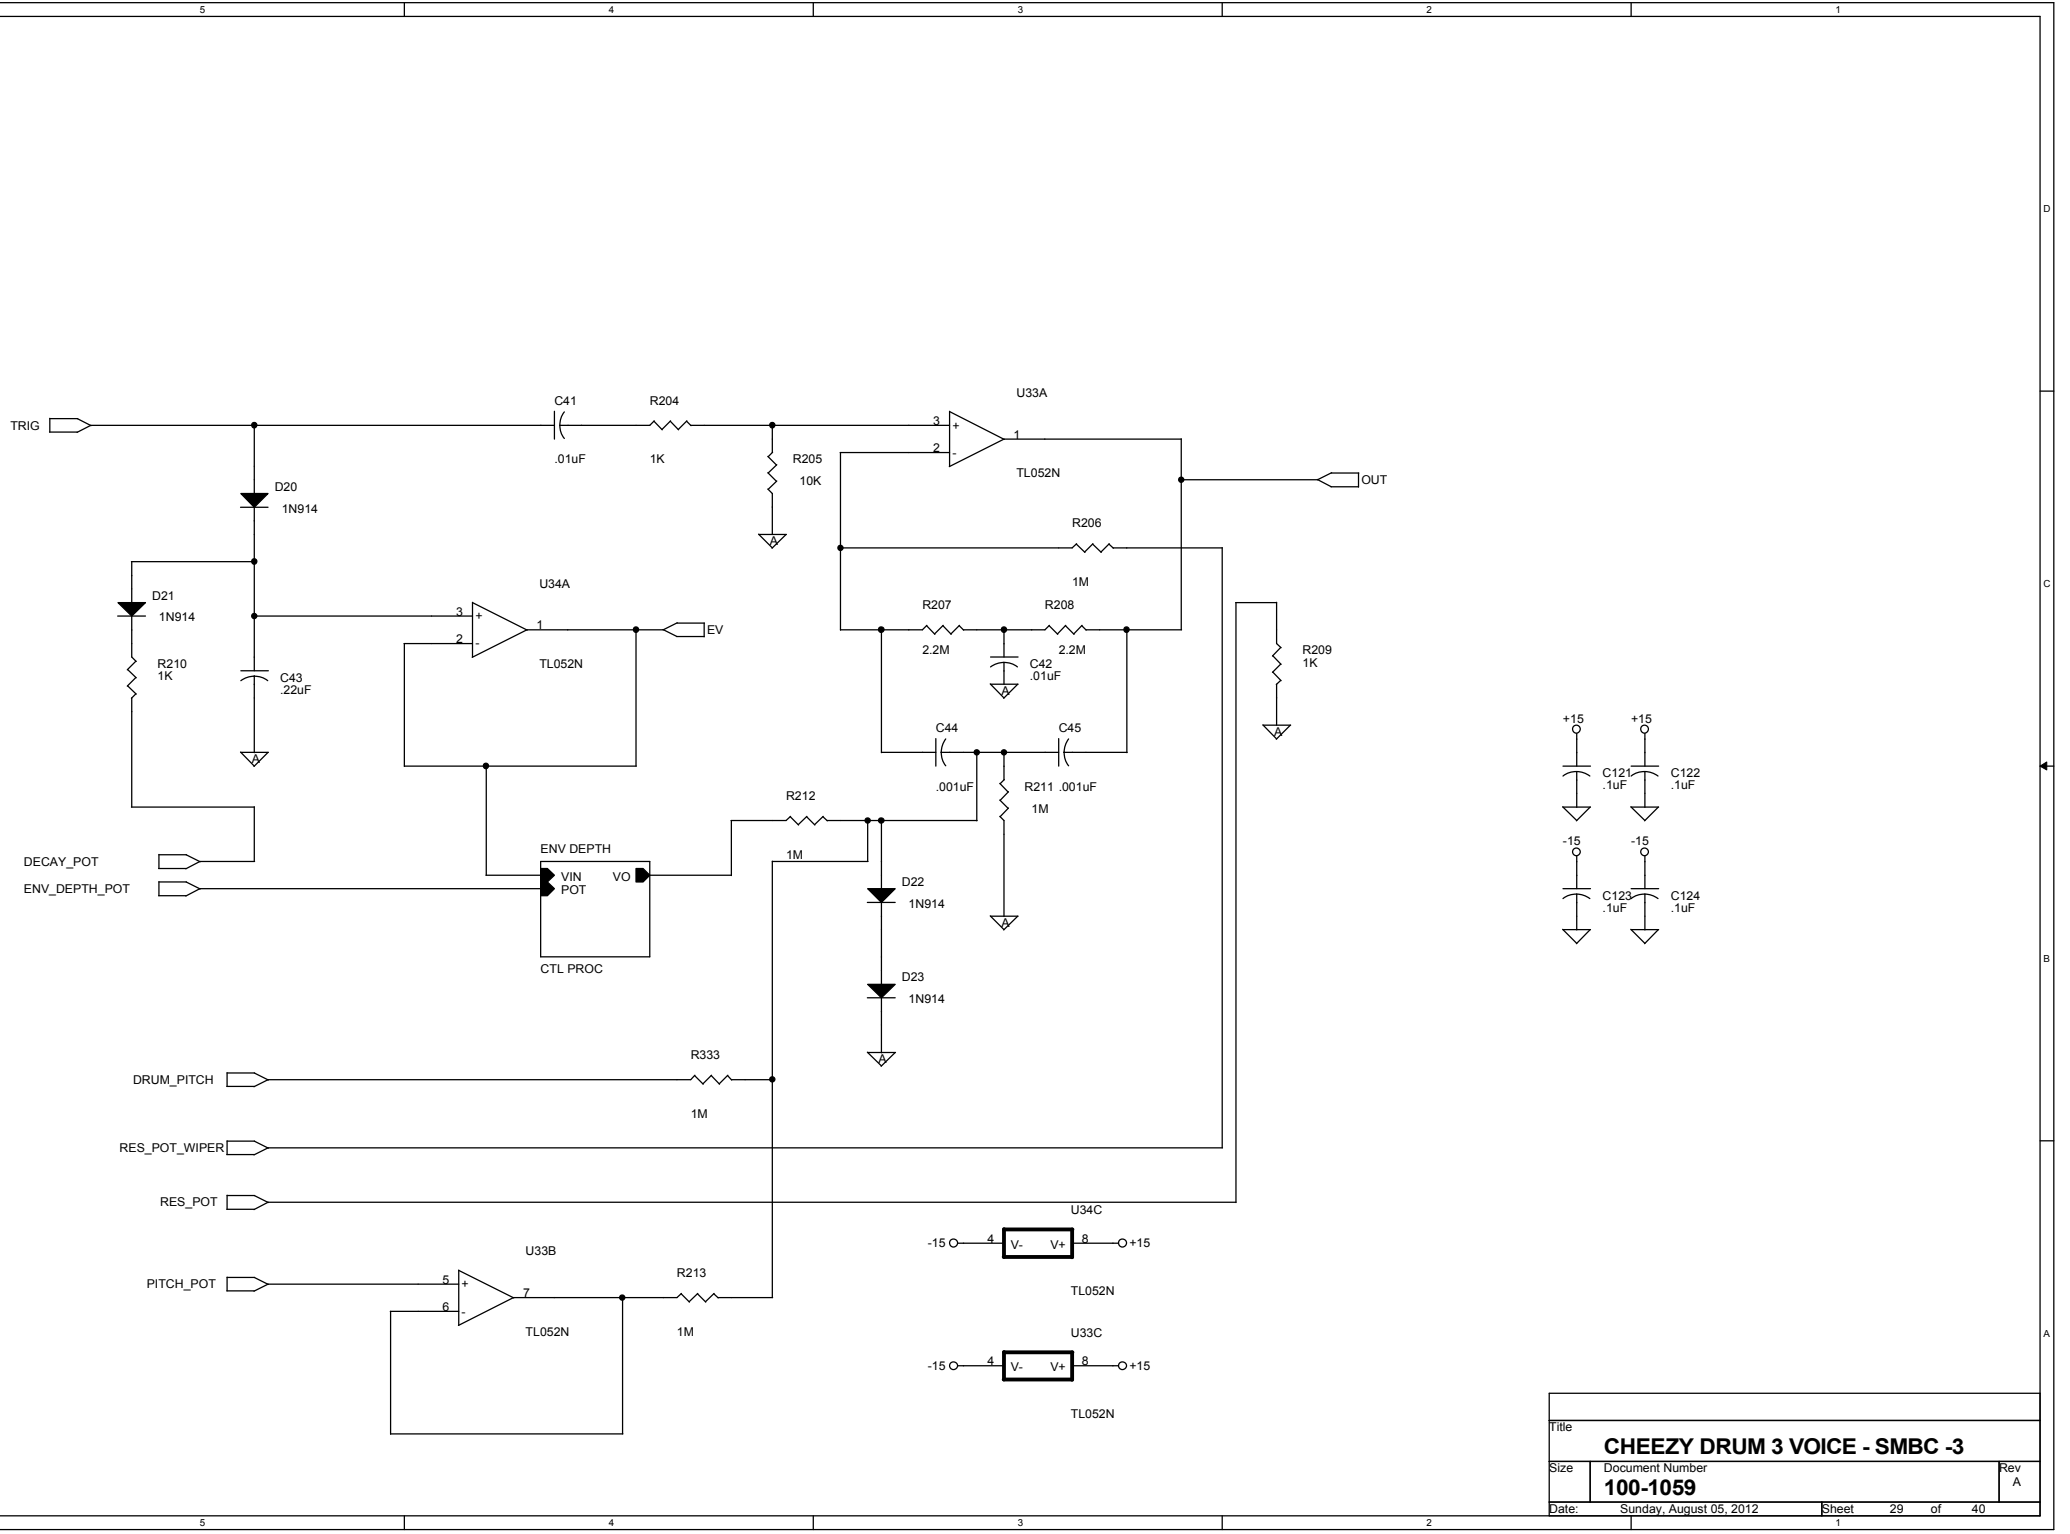 5 4 3 2 1
D
C
B
A
TRIG
C41
.01uF
R204
1K
R205
10K
A
U33A
3
+
2
-
1
TL052N
OUT
D20
1N914
R206
1M
D21
1N914
U34A
3
+
2
-
1
TL052N
EV
R207
2.2M
R208
2.2M
C42
.01uF
A
R209
1K
A
R210
1K
C43
.22uF
A
C44
.001uF
C45
.001uF
R211
1M
A
R212
1M
+15 +15
C121
.1uF
C122
.1uF
-15 -15
C123
.1uF
C124
.1uF
DECAY_POT
ENV_DEPTH_POT
ENV DEPTH
VIN
POT
VO
CTL PROC
D22
1N914
D23
1N914
A
DRUM_PITCH
R333
1M
RES_POT_WIPER
RES_POT
PITCH_POT
U33B
5
+
6
-
7
TL052N
R213
1M
U34C
-15 4 V- V+ 8 +15
TL052N
U33C
-15 4 V- V+ 8 +15
TL052N
Title
CHEEZY DRUM 3 VOICE - SMBC -3
Size
Document Number
Rev
100-1059
A
Date: Sunday, August 05, 2012 Sheet 29 of 40
5 4 3 2 1